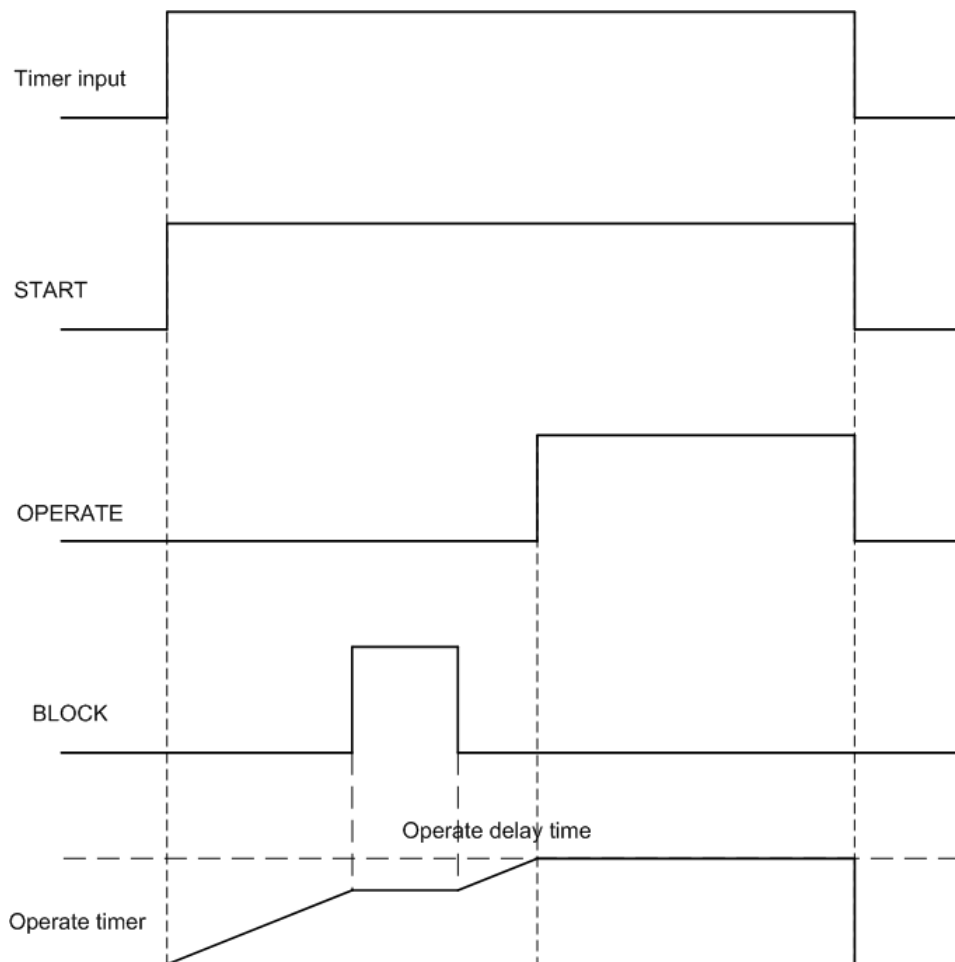 Timer input
START
OPERATE
BLOCK
Operate delay time
Operate timer